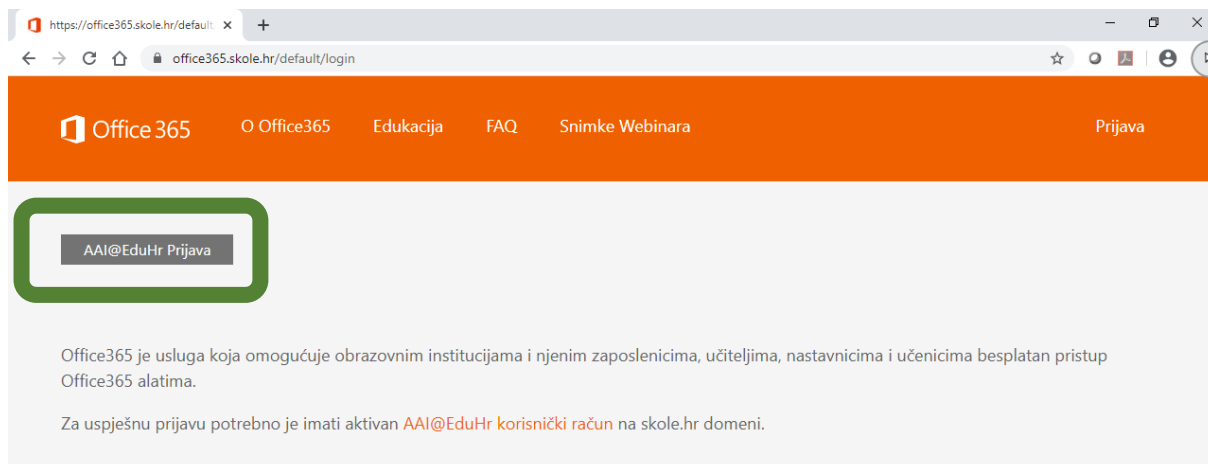 https://office365.skole.hr/default
office365.skole.hr/default/login
Office 365 O Office365 Edukacija FAQ Snimke Webinara Prijava
AAI@EduHr Prijava
Office365 je usluga koja omogućuje obrazovnim institucijama i njenim zaposlenicima, učiteljima, nastavnicima i učenicima besplatan pristup
Office365 alatima.
Za uspješnu prijavu potrebno je imati aktivan AAI@EduHr korisnički račun na skole.hr domeni.